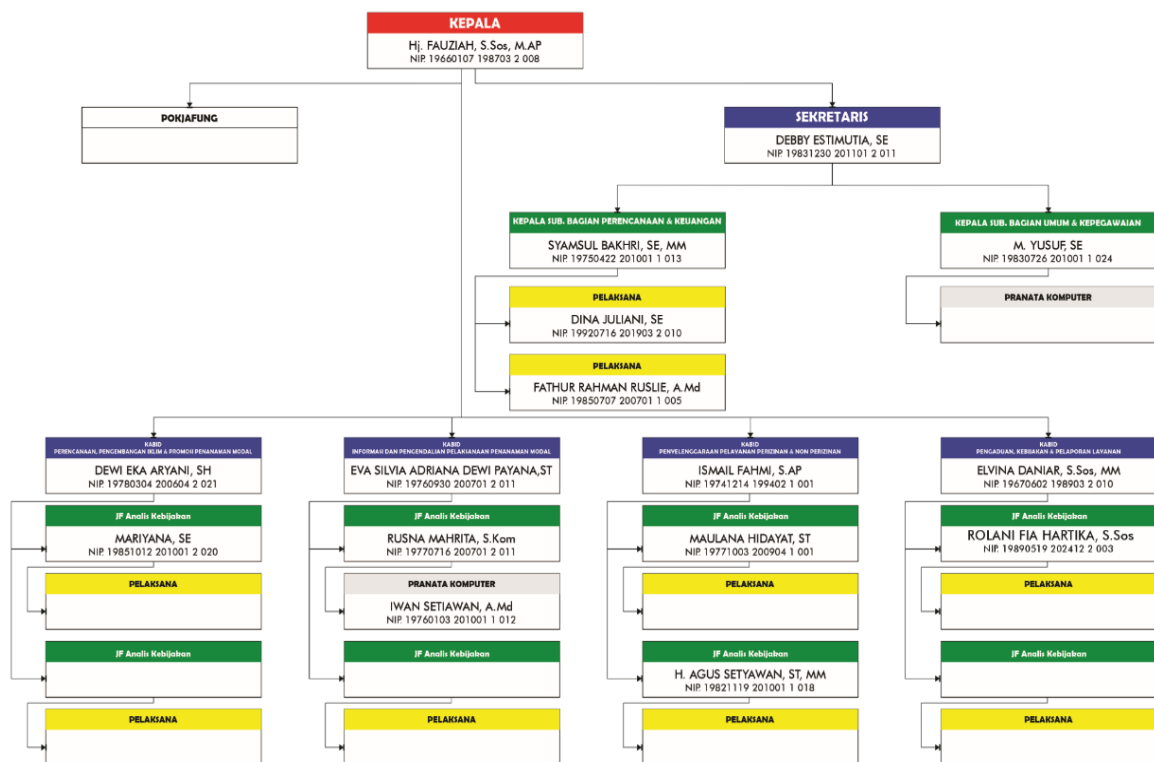 KEPALA
Hj. FAUZIAH, S.Sos, M.AP
NIP. 19660107 198703 2 008
POKJAFUNG
SEKRETARIS
DEBBY ESTIMUTIA, SE
NIP. 19831230 201101 2 011
KEPALA SUB. BAGIAN PERENCANAAN & KEUANGAN
SYAMSUL BAKHRI, SE, MM
NIP. 19750422 201001 1 013
KEPALA SUB. BAGIAN UMUM & KEPEGAWAIAN
M. YUSUF, SE
NIP. 19830726 201001 1 024
PELAKSANA
DINA JULIANI, SE
NIP. 19920716 201903 2 010
PRANATA KOMPUTER
PELAKSANA
FATHUR RAHMAN RUSLIE, A.Md
NIP. 19850707 200701 1 005
KABID
PERENCANAAN, PENGEMBANGAN IKLIM & PROMOSI PENANAMAN MODAL
DEWI EKA ARYANI, SH
NIP. 19780304 200604 2 021
JF Analis Kebijakan
MARIYANA, SE
NIP. 19851012 201001 2 020
PELAKSANA
JF Analis Kebijakan
PELAKSANA
KABID
INFORMASI DAN PENGENDALIAN PELAKSANAAN PENANAMAN MODAL
EVA SILVIA ADRIANA DEWI PAYANA,ST
NIP. 19760930 200701 2 011
JF Analis Kebijakan
RUSNA MAHRITA, S.Kom
NIP. 19770716 200701 2 011
PRANATA KOMPUTER
IWAN SETIAWAN, A.Md
NIP. 19760103 201001 1 012
JF Analis Kebijakan
PELAKSANA
KABID
PENYELENGGARAAN PELAYANAN PERIZINAN & NON PERIZINAN
ISMAIL FAHMI, S.AP
NIP. 19741214 199402 1 001
JF Analis Kebijakan
MAULANA HIDAYAT, ST
NIP. 19771003 200904 1 001
PELAKSANA
JF Analis Kebijakan
H. AGUS SETYAWAN, ST, MM
NIP. 19821119 201001 1 018
PELAKSANA
KABID
PENGADUAN, KEBIJAKAN & PELAPORAN LAYANAN
ELVINA DANIAR, S.Sos, MM
NIP. 19670602 198903 2 010
JF Analis Kebijakan
ROLANI FIA HARTIKA, S.Sos
NIP. 19890519 202412 2 003
PELAKSANA
JF Analis Kebijakan
PELAKSANA